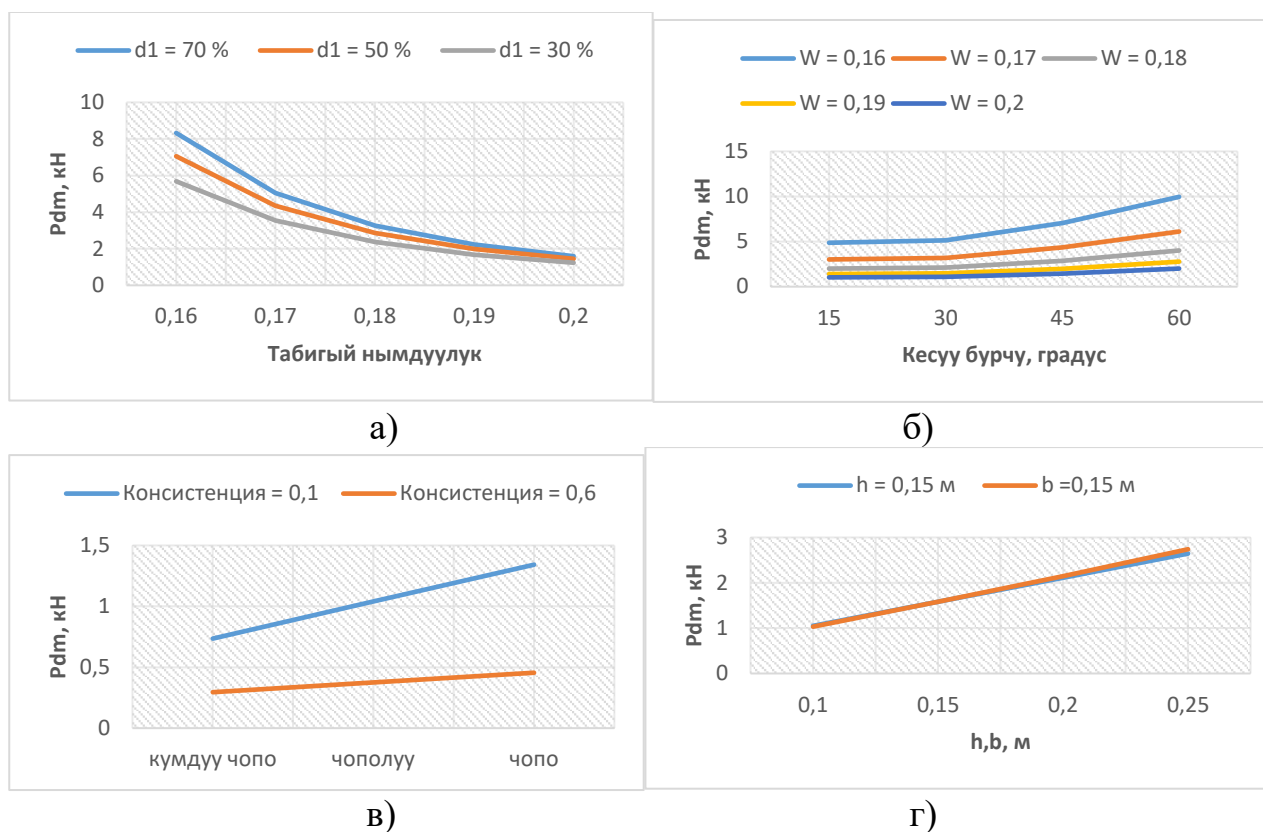 d1 = 70 % d1 = 50 % d1 = 30 %
10
8
6
4
2
0
Pdm, кН
0,16 0,17 0,18 0,19 0,2
Табигый нымдуулук
а)
W = 0,16 W = 0,17 W = 0,18
W = 0,19 W = 0,2
15
10
5
0
Pdm, кН
15 30 45 60
Кесуу бурчу, градус
б)
Консистенция = 0,1 Консистенция = 0,6
1,5
1
0,5
0
Pdm, кН
кумдуу чопо чополуу чопо
в)
h = 0,15 м b =0,15 м
3
2
1
0
Pdm, кН
0,1 0,15 0,2 0,25
h,b, м
г)